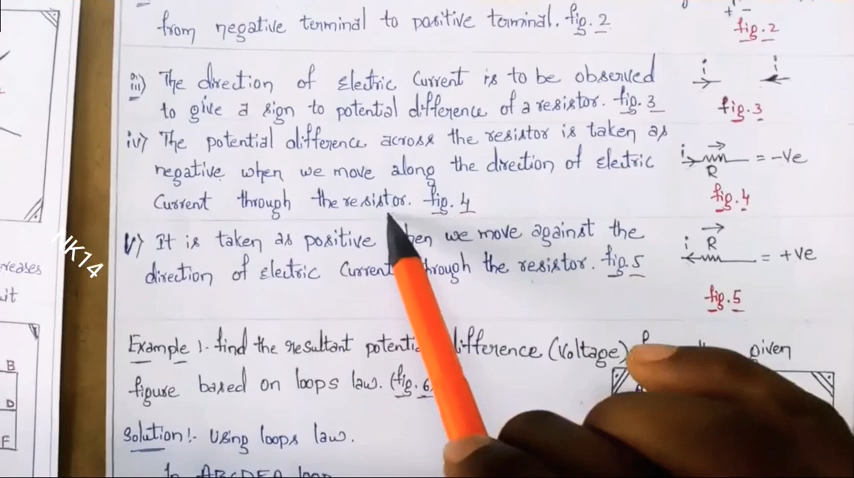 from negative terminal to positive terminal. fig. 2
+ -
fig. 2
iii) The direction of Electric Current is to be observed
to give a sign to potential difference of a resistor. fig. 3
i i
fig. 3
iv) The potential difference across the resistor is taken as
negative when we move along the direction of Electric
Current through the resistor. fig. 4
i R = -Ve
fig. 4
v) It is taken as positive when we move against the
direction of Electric Current through the resistor. fig. 5
i R = +Ve
fig. 5
NK14
Example 1:- find the resultant potential difference (Voltage) given
figure based on loops law. (fig. 6
Solution:- Using loops law.
In ABCDEA loop
B
D
F